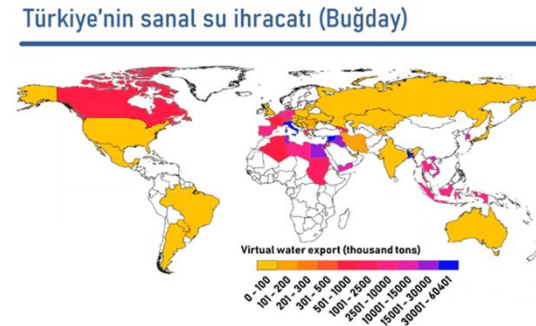 Türkiye'nin sanal su ihracatı (Buğday)
Virtual water export (thousand tons)
0-100
101 - 200
201 - 300
301 - 500
501 - 1000
1001 - 2500
2501 - 10000
10001 - 15000
15001 - 30000
30001 - 60401